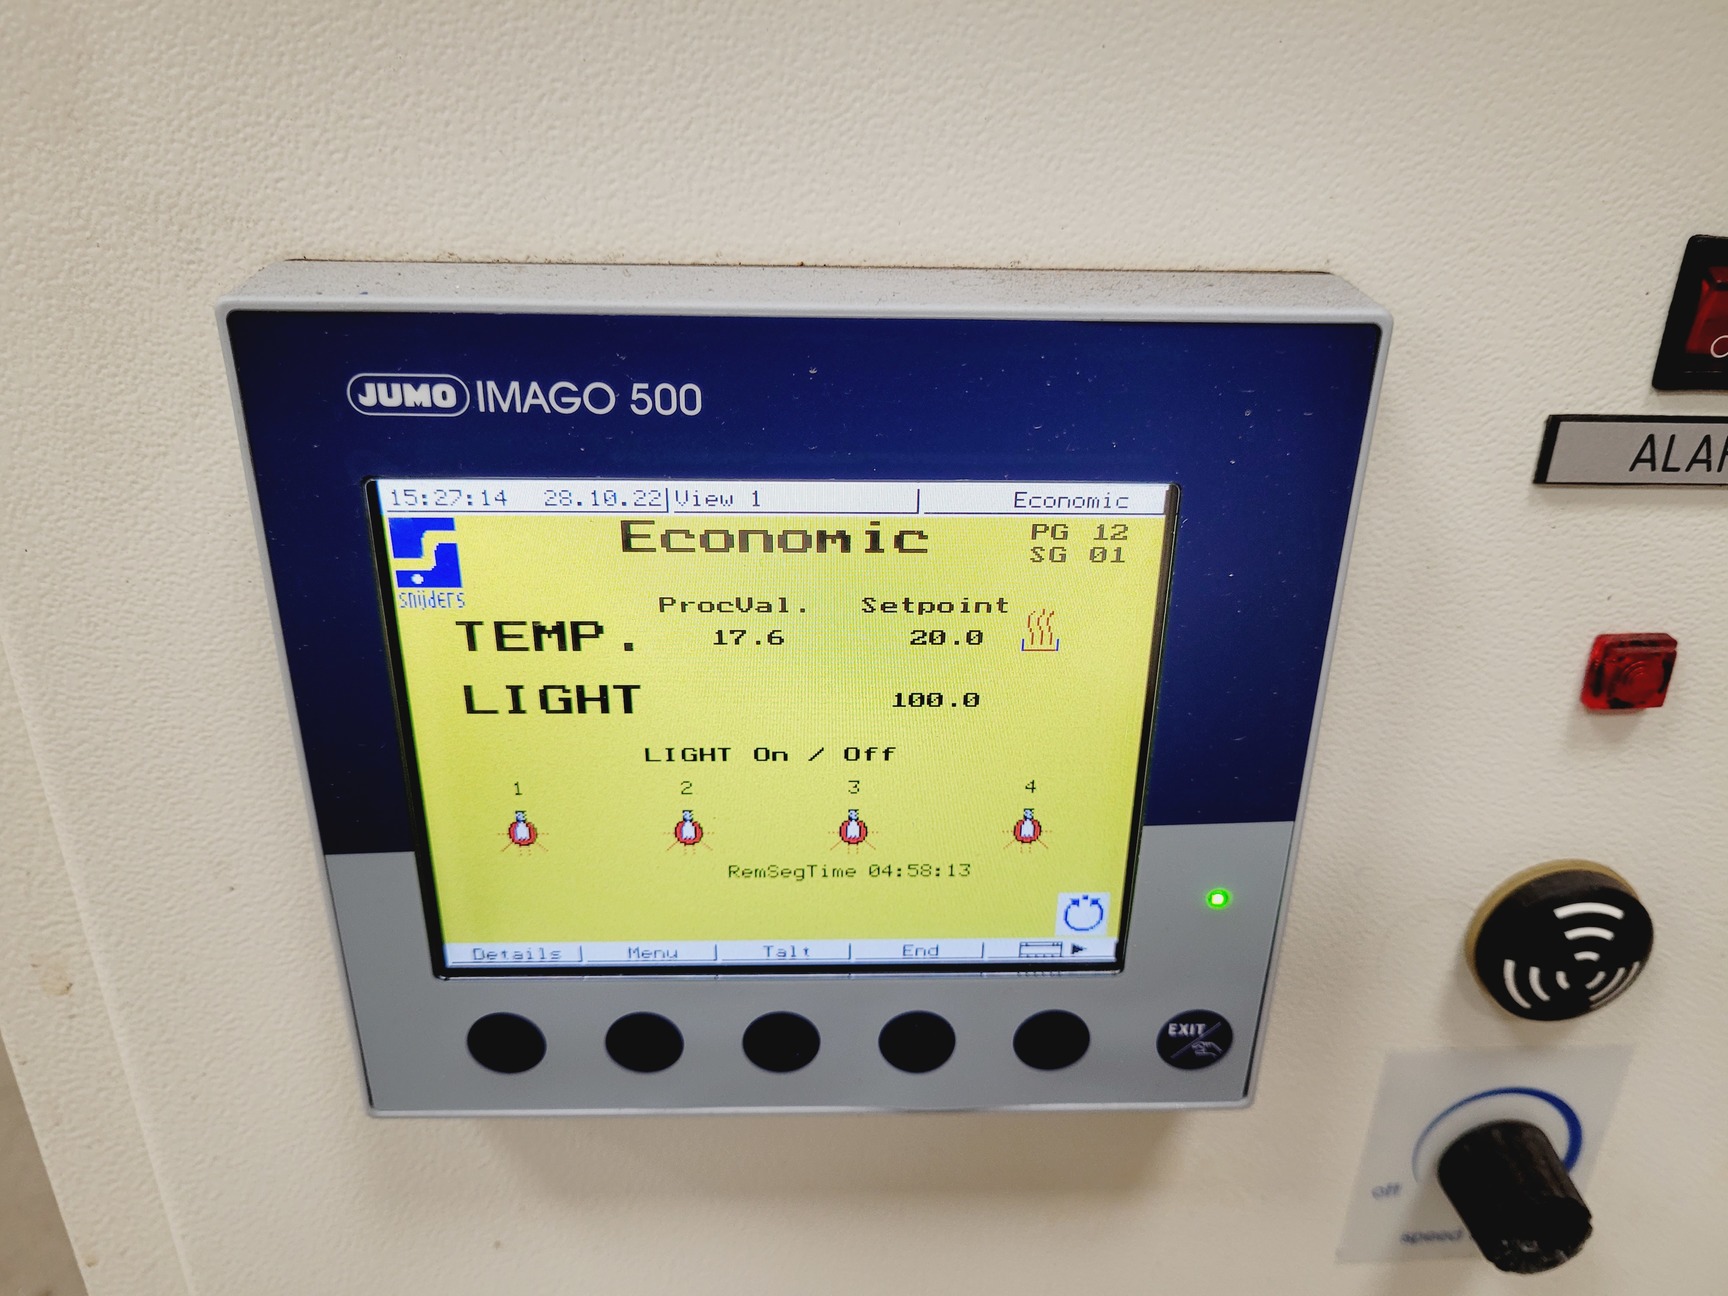 JUMO IMAGO 500
15:27:14 28.10.22 View 1 Economic
Economic
PG 12
SG 01
snijders
ProcVal. Setpoint
TEMP. 17.6 20.0
LIGHT 100.0
LIGHT On / Off
1 2 3 4
RemSegTime 04:58:13
Details Menu Talt End
EXIT
ALAR
off
speed